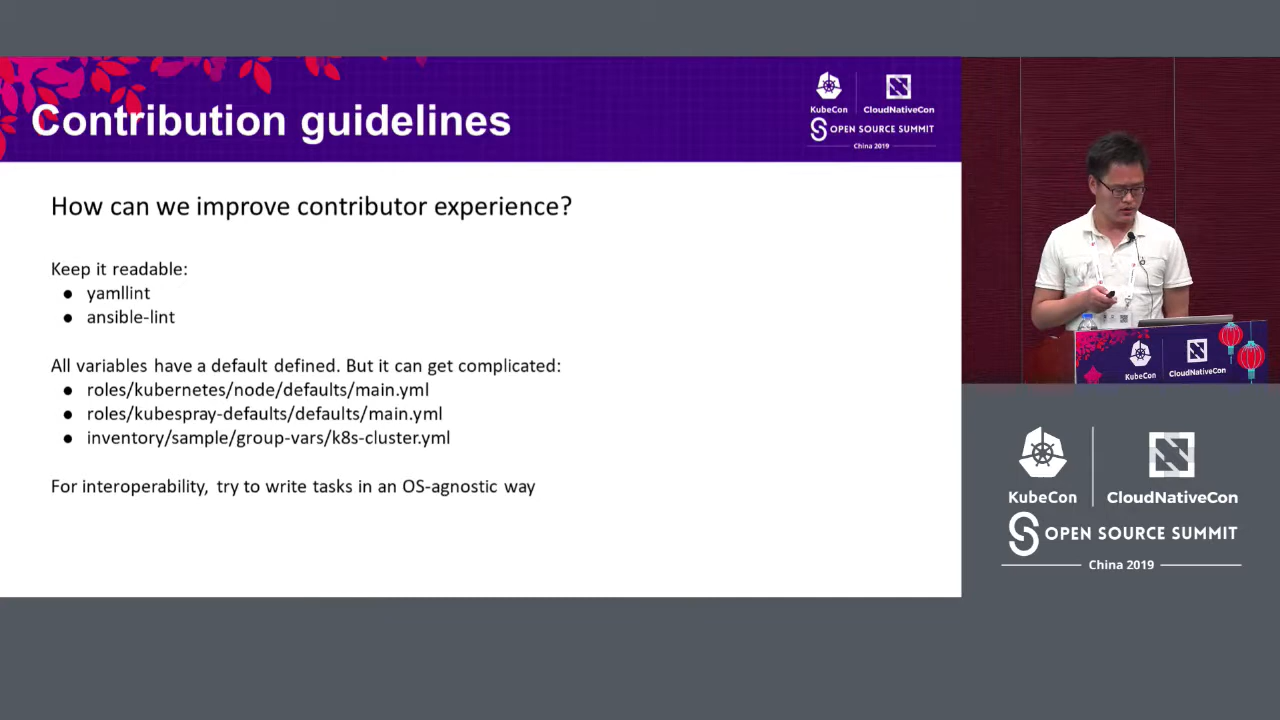 Contribution guidelines
KubeCon
CloudNativeCon
OPEN SOURCE SUMMIT
China 2019
How can we improve contributor experience?
Keep it readable:
● yamllint
● ansible-lint
All variables have a default defined. But it can get complicated:
● roles/kubernetes/node/defaults/main.yml
● roles/kubespray-defaults/defaults/main.yml
● inventory/sample/group-vars/k8s-cluster.yml
For interoperability, try to write tasks in an OS-agnostic way
KubeCon
CloudNativeCon
KubeCon
CloudNativeCon
OPEN SOURCE SUMMIT
China 2019